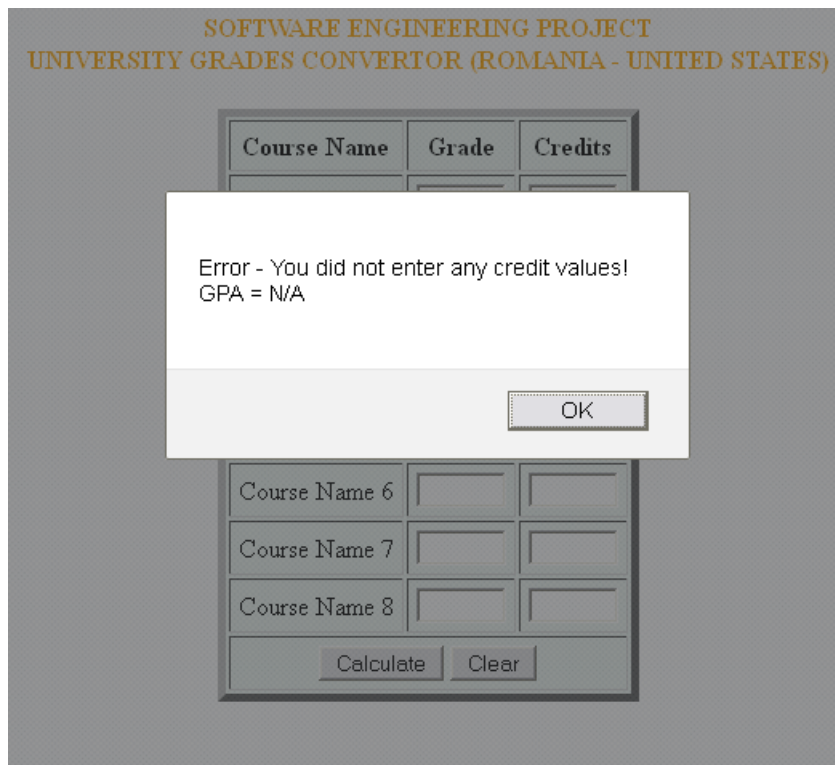 SOFTWARE ENGINEERING PROJECT
UNIVERSITY GRADES CONVERTOR (ROMANIA - UNITED STATES)
Course Name Grade Credits
Error - You did not enter any credit values!
GPA = N/A
OK
Course Name 6
Course Name 7
Course Name 8
Calculate Clear